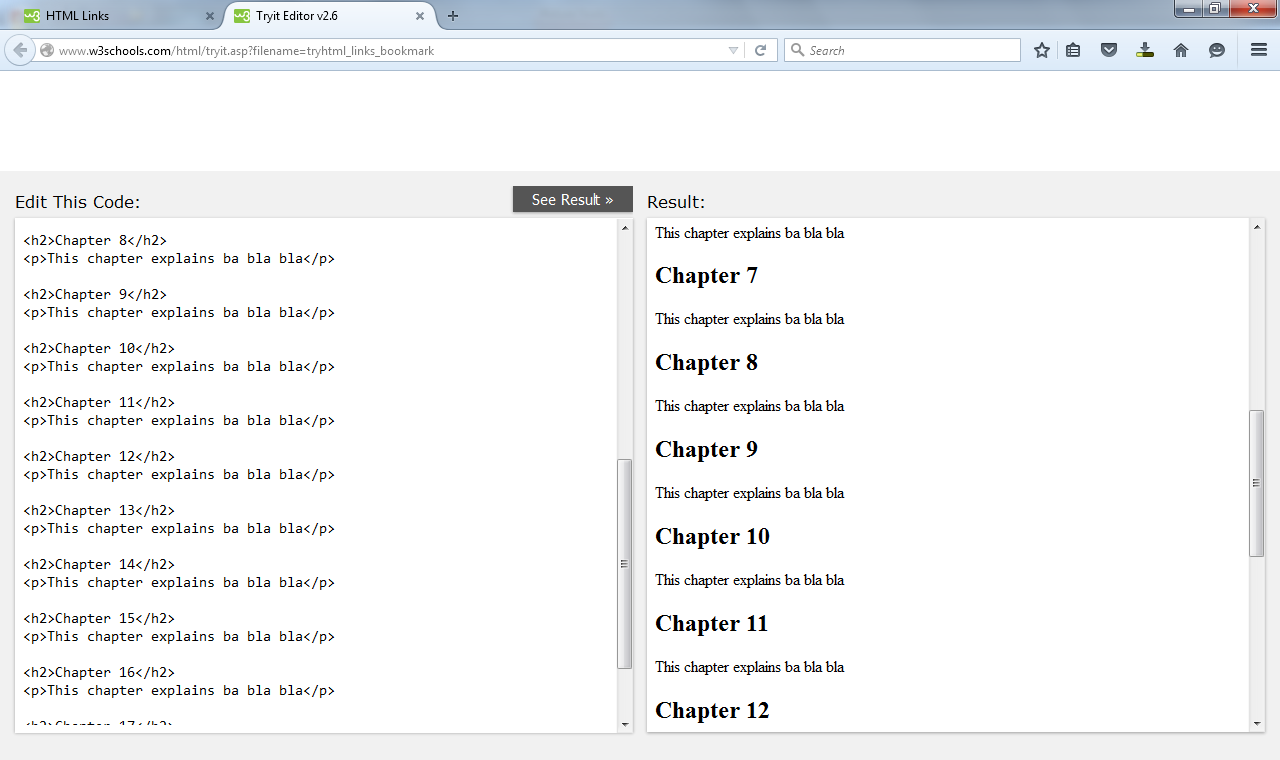 HTML Links
Tryit Editor v2.6
www.w3schools.com/html/tryit.asp?filename=tryhtml_links_bookmark
Search
Edit This Code:
See Result »
<h2>Chapter 8</h2>
<p>This chapter explains ba bla bla</p>
<h2>Chapter 9</h2>
<p>This chapter explains ba bla bla</p>
<h2>Chapter 10</h2>
<p>This chapter explains ba bla bla</p>
<h2>Chapter 11</h2>
<p>This chapter explains ba bla bla</p>
<h2>Chapter 12</h2>
<p>This chapter explains ba bla bla</p>
<h2>Chapter 13</h2>
<p>This chapter explains ba bla bla</p>
<h2>Chapter 14</h2>
<p>This chapter explains ba bla bla</p>
<h2>Chapter 15</h2>
<p>This chapter explains ba bla bla</p>
<h2>Chapter 16</h2>
<p>This chapter explains ba bla bla</p>
<h2>Chapter 17</h2>
Result:
This chapter explains ba bla bla
Chapter 7
This chapter explains ba bla bla
Chapter 8
This chapter explains ba bla bla
Chapter 9
This chapter explains ba bla bla
Chapter 10
This chapter explains ba bla bla
Chapter 11
This chapter explains ba bla bla
Chapter 12